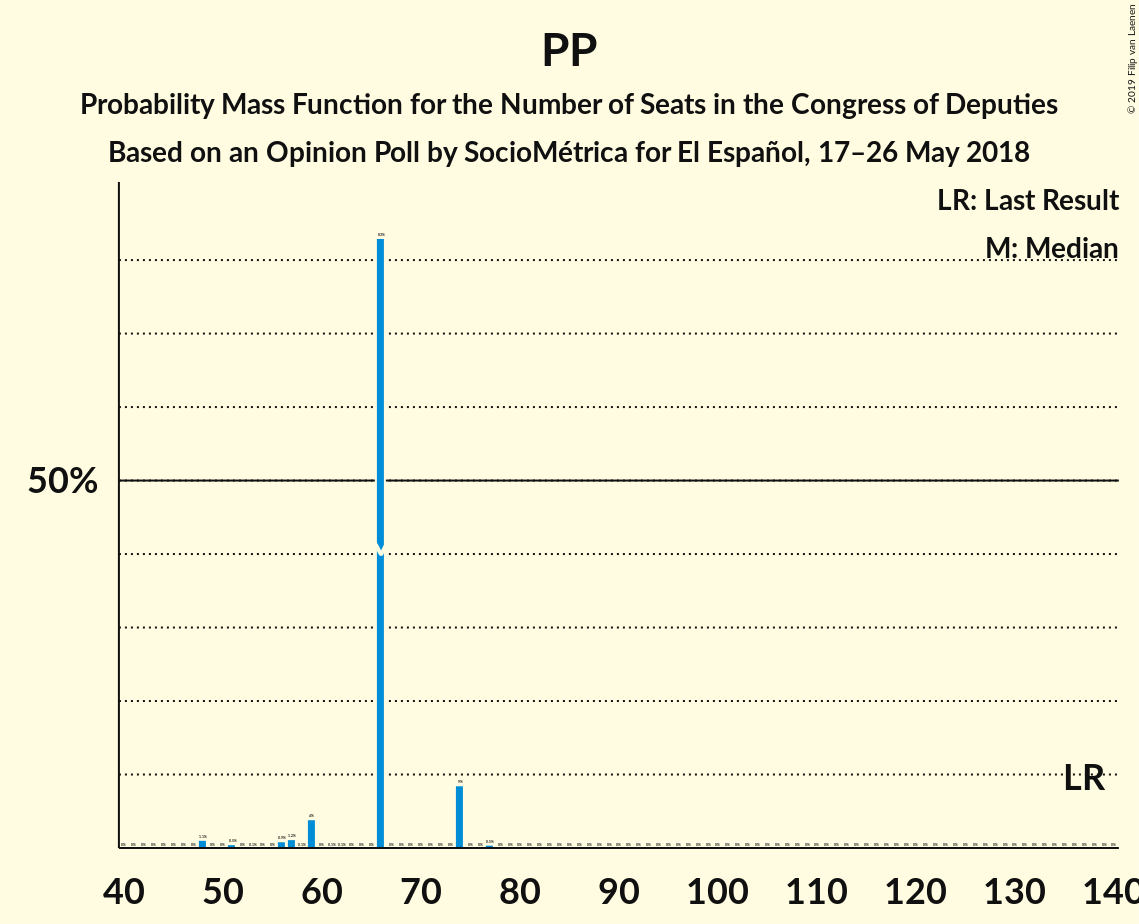 PP
Probability Mass Function for the Number of Seats in the Congress of Deputies
Based on an Opinion Poll by SocioMétrica for El Español, 17–26 May 2018
© 2019 Filip van Laenen
LR: Last Result
M: Median
50%
LR
40 50 60 70 80 90 100 110 120 130 140